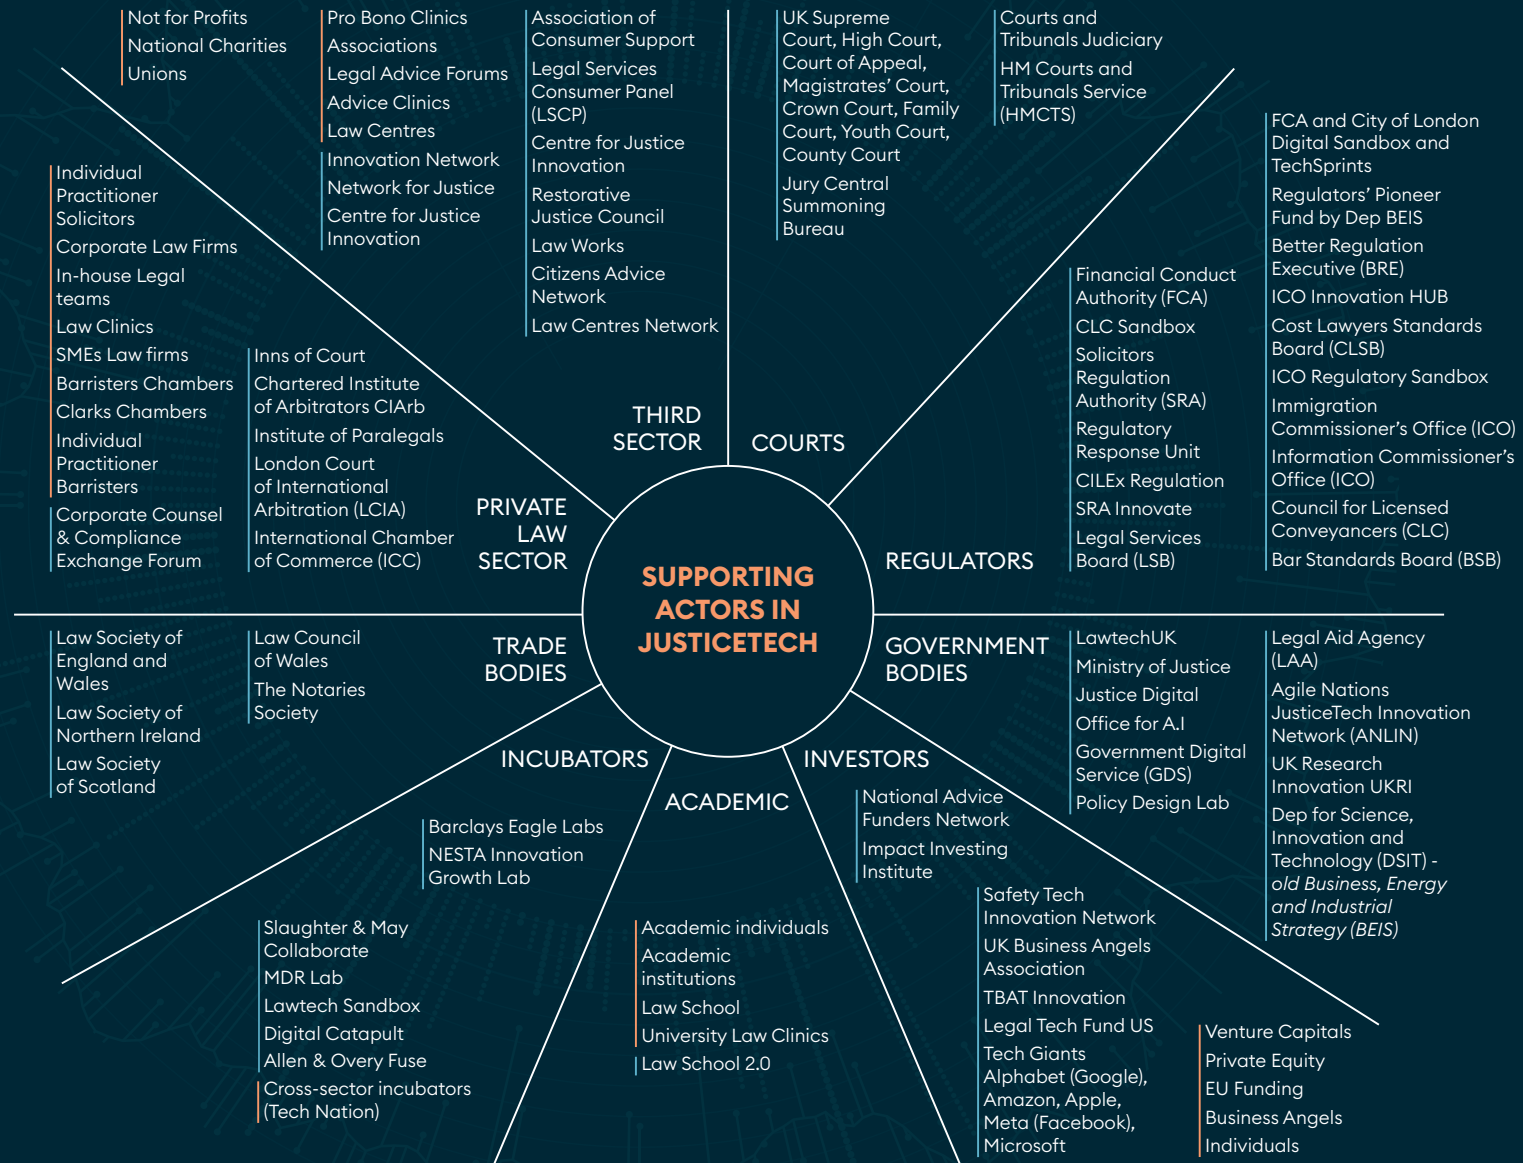 Not for Profits
National Charities
Unions
Pro Bono Clinics
Associations
Legal Advice Forums
Advice Clinics
Law Centres
Innovation Network
Network for Justice
Centre for Justice
Innovation
Association of
Consumer Support
Legal Services
Consumer Panel
(LSCP)
Centre for Justice
Innovation
Restorative
Justice Council
Law Works
Citizens Advice
Network
Law Centres Network
THIRD
SECTOR
UK Supreme
Court, High Court,
Court of Appeal,
Magistrates’ Court,
Crown Court, Family
Court, Youth Court,
County Court
Jury Central
Summoning
Bureau
Courts and
Tribunals Judiciary
HM Courts and
Tribunals Service
(HMCTS)
COURTS
Financial Conduct
Authority (FCA)
CLC Sandbox
Solicitors
Regulation
Authority (SRA)
Regulatory
Response Unit
CILEx Regulation
SRA Innovate
Legal Services
Board (LSB)
FCA and City of London
Digital Sandbox and
TechSprints
Regulators’ Pioneer
Fund by Dep BEIS
Better Regulation
Executive (BRE)
ICO Innovation HUB
Cost Lawyers Standards
Board (CLSB)
ICO Regulatory Sandbox
Immigration
Commissioner’s Office (ICO)
Information Commissioner’s
Office (ICO)
Council for Licensed
Conveyancers (CLC)
Bar Standards Board (BSB)
REGULATORS
Individual
Practitioner
Solicitors
Corporate Law Firms
In-house Legal
teams
Law Clinics
SMEs Law firms
Barristers Chambers
Clarks Chambers
Individual
Practitioner
Barristers
Corporate Counsel
& Compliance
Exchange Forum
Inns of Court
Chartered Institute
of Arbitrators CIArb
Institute of Paralegals
London Court
of International
Arbitration (LCIA)
International Chamber
of Commerce (ICC)
PRIVATE
LAW
SECTOR
SUPPORTING
ACTORS IN
JUSTICETECH
Law Society of
England and
Wales
Law Society of
Northern Ireland
Law Society
of Scotland
Law Council
of Wales
The Notaries
Society
TRADE
BODIES
GOVERNMENT
BODIES
LawtechUK
Ministry of Justice
Justice Digital
Office for A.I
Government Digital
Service (GDS)
Policy Design Lab
Legal Aid Agency
(LAA)
Agile Nations
JusticeTech Innovation
Network (ANLIN)
UK Research
Innovation UKRI
Dep for Science,
Innovation and
Technology (DSIT) -
old Business, Energy
and Industrial
Strategy (BEIS)
INCUBATORS
Barclays Eagle Labs
NESTA Innovation
Growth Lab
Slaughter & May
Collaborate
MDR Lab
Lawtech Sandbox
Digital Catapult
Allen & Overy Fuse
Cross-sector incubators
(Tech Nation)
ACADEMIC
Academic individuals
Academic
institutions
Law School
University Law Clinics
Law School 2.0
INVESTORS
National Advice
Funders Network
Impact Investing
Institute
Safety Tech
Innovation Network
UK Business Angels
Association
TBAT Innovation
Legal Tech Fund US
Tech Giants
Alphabet (Google),
Amazon, Apple,
Meta (Facebook),
Microsoft
Venture Capitals
Private Equity
EU Funding
Business Angels
Individuals